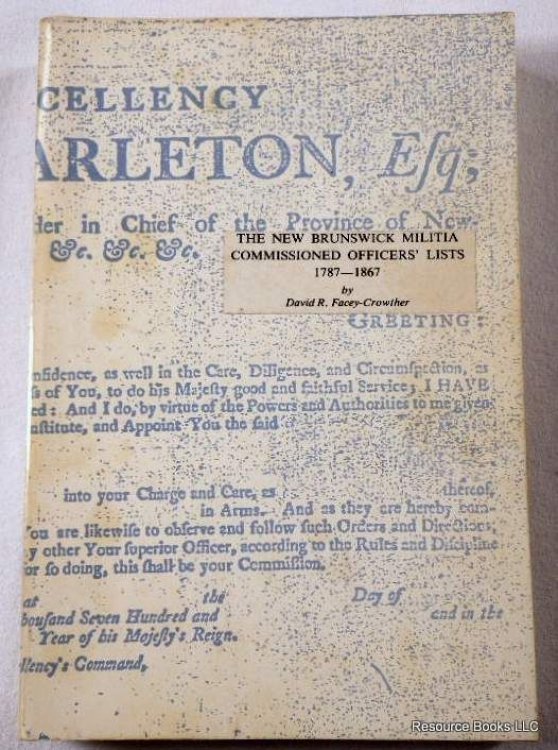 CELLENCY
ARLETON, Eſq;
der in Chief of the Province of New-
&c. &c. &c.
THE NEW BRUNSWICK MILITIA
COMMISSIONED OFFICERS' LISTS
1787—1867
by
David R. Facey-Crowther
GREETING:
onfidence, as well in the Care, Diligence, and Circumſpection, as
ſs of You, to do his Majeſty good and faithful Service; I HAVE
ed: And I do, by virtue of the Powers and Authorities to me given
nſtitute, and Appoint You the ſaid
into your Charge and Care, as thereof,
in Arms. And as they are hereby com-
You are likewiſe to obſerve and follow ſuch Orders and Directions,
y other Your ſuperior Officer, according to the Rules and Diſcipline
or ſo doing, this ſhall be your Commiſſion.
at the Day of
houſand Seven Hundred and and in the
Year of his Majeſty's Reign.
llency's Command,
Resource Books LLC